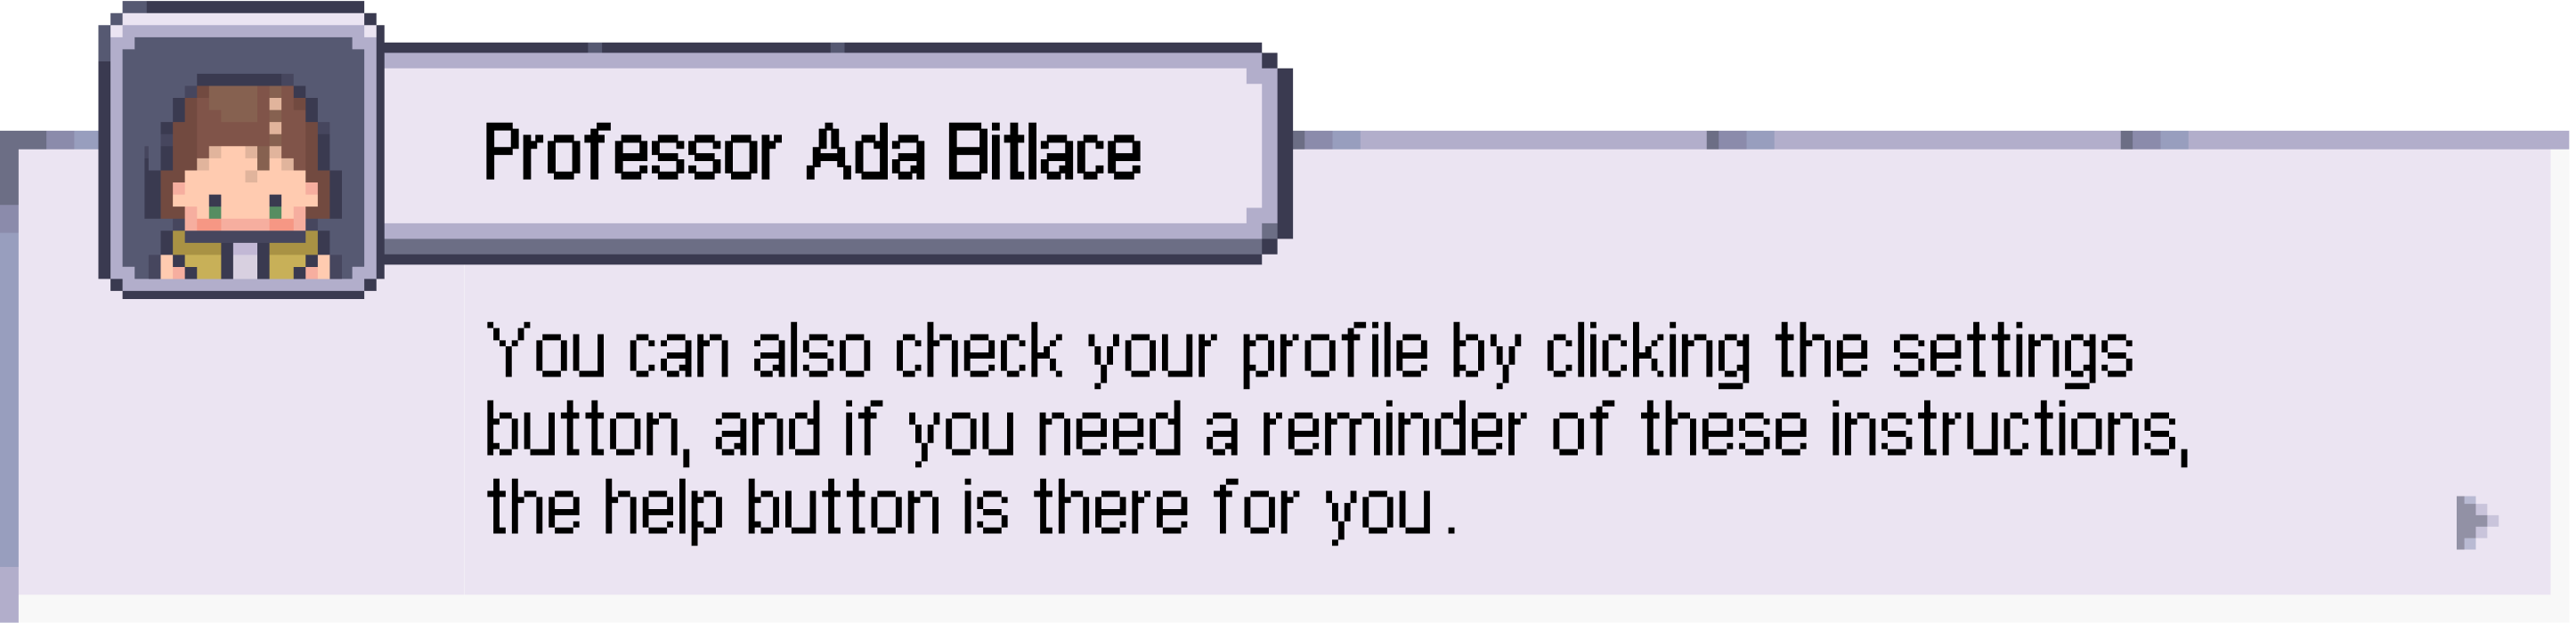 Professor Ada Bitlace
You can also check your profile by clicking the settings
button, and if you need a reminder of these instructions,
the help button is there for you.